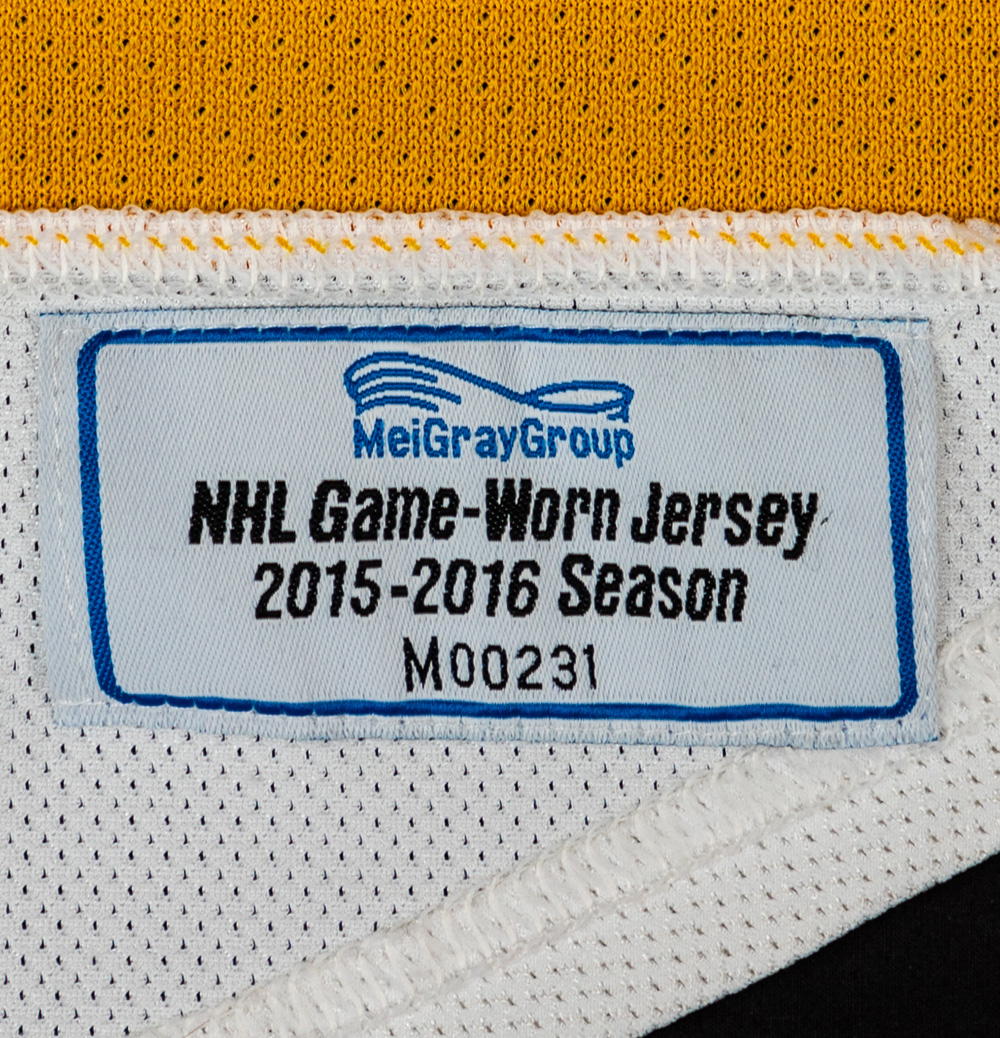 MeiGrayGroup
NHL Game-Worn Jersey
2015-2016 Season
M00231